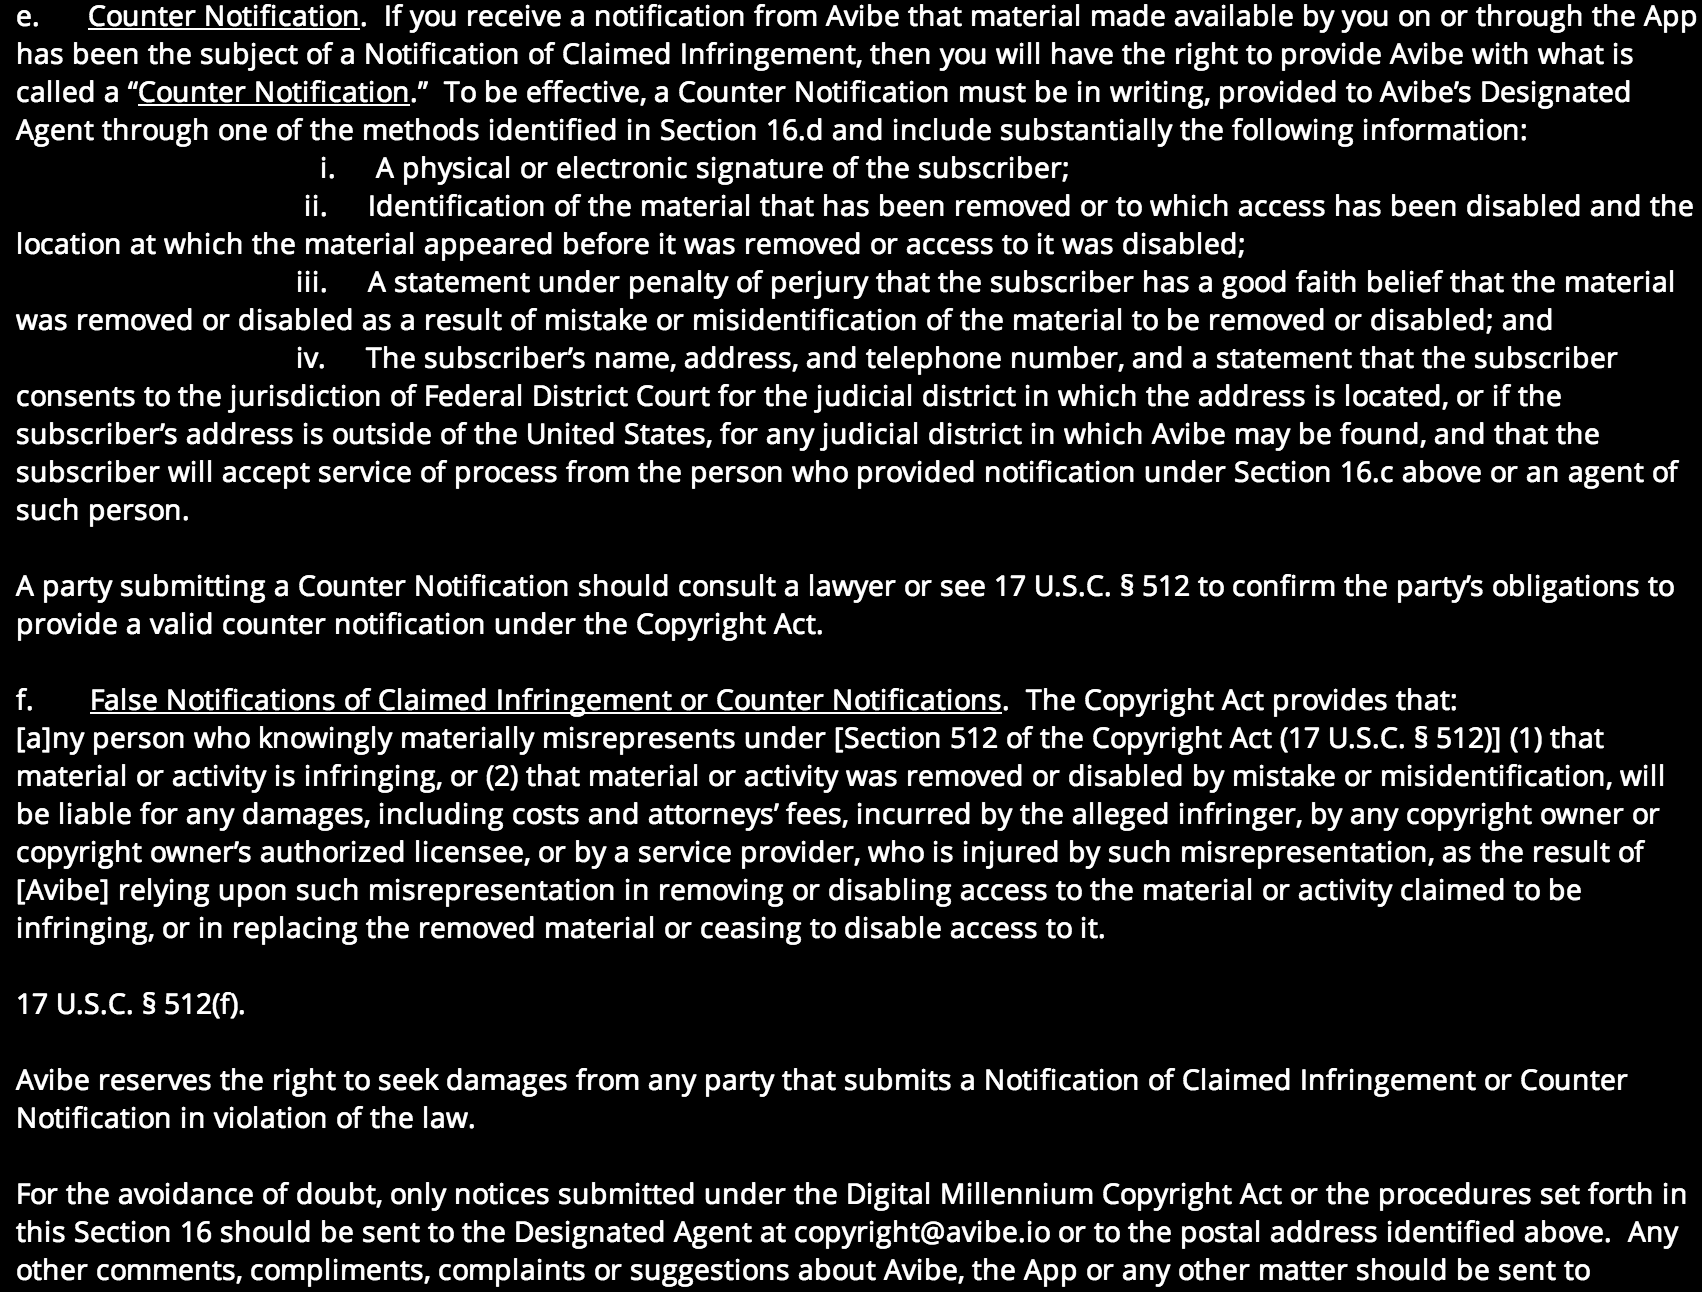 e. Counter Notification. If you receive a notification from Avibe that material made available by you on or through the App
has been the subject of a Notification of Claimed Infringement, then you will have the right to provide Avibe with what is
called a “Counter Notification.” To be effective, a Counter Notification must be in writing, provided to Avibe’s Designated
Agent through one of the methods identified in Section 16.d and include substantially the following information:
i. A physical or electronic signature of the subscriber;
ii. Identification of the material that has been removed or to which access has been disabled and the
location at which the material appeared before it was removed or access to it was disabled;
iii. A statement under penalty of perjury that the subscriber has a good faith belief that the material
was removed or disabled as a result of mistake or misidentification of the material to be removed or disabled; and
iv. The subscriber’s name, address, and telephone number, and a statement that the subscriber
consents to the jurisdiction of Federal District Court for the judicial district in which the address is located, or if the
subscriber’s address is outside of the United States, for any judicial district in which Avibe may be found, and that the
subscriber will accept service of process from the person who provided notification under Section 16.c above or an agent of
such person.
A party submitting a Counter Notification should consult a lawyer or see 17 U.S.C. § 512 to confirm the party’s obligations to
provide a valid counter notification under the Copyright Act.
f. False Notifications of Claimed Infringement or Counter Notifications. The Copyright Act provides that:
[a]ny person who knowingly materially misrepresents under [Section 512 of the Copyright Act (17 U.S.C. § 512)] (1) that
material or activity is infringing, or (2) that material or activity was removed or disabled by mistake or misidentification, will
be liable for any damages, including costs and attorneys’ fees, incurred by the alleged infringer, by any copyright owner or
copyright owner’s authorized licensee, or by a service provider, who is injured by such misrepresentation, as the result of
[Avibe] relying upon such misrepresentation in removing or disabling access to the material or activity claimed to be
infringing, or in replacing the removed material or ceasing to disable access to it.
17 U.S.C. § 512(f).
Avibe reserves the right to seek damages from any party that submits a Notification of Claimed Infringement or Counter
Notification in violation of the law.
For the avoidance of doubt, only notices submitted under the Digital Millennium Copyright Act or the procedures set forth in
this Section 16 should be sent to the Designated Agent at copyright@avibe.io or to the postal address identified above. Any
other comments, compliments, complaints or suggestions about Avibe, the App or any other matter should be sent to